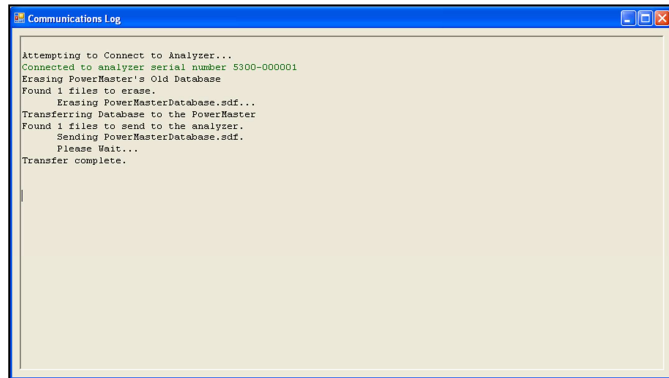 Communications Log
Attempting to Connect to Analyzer...
Connected to analyzer serial number 5300-000001
Erasing PowerMaster's Old Database
Found 1 files to erase.
Erasing PowerMasterDatabase.sdf...
Transferring Database to the PowerMaster
Found 1 files to send to the analyzer.
Sending PowerMasterDatabase.sdf.
Please Wait...
Transfer complete.